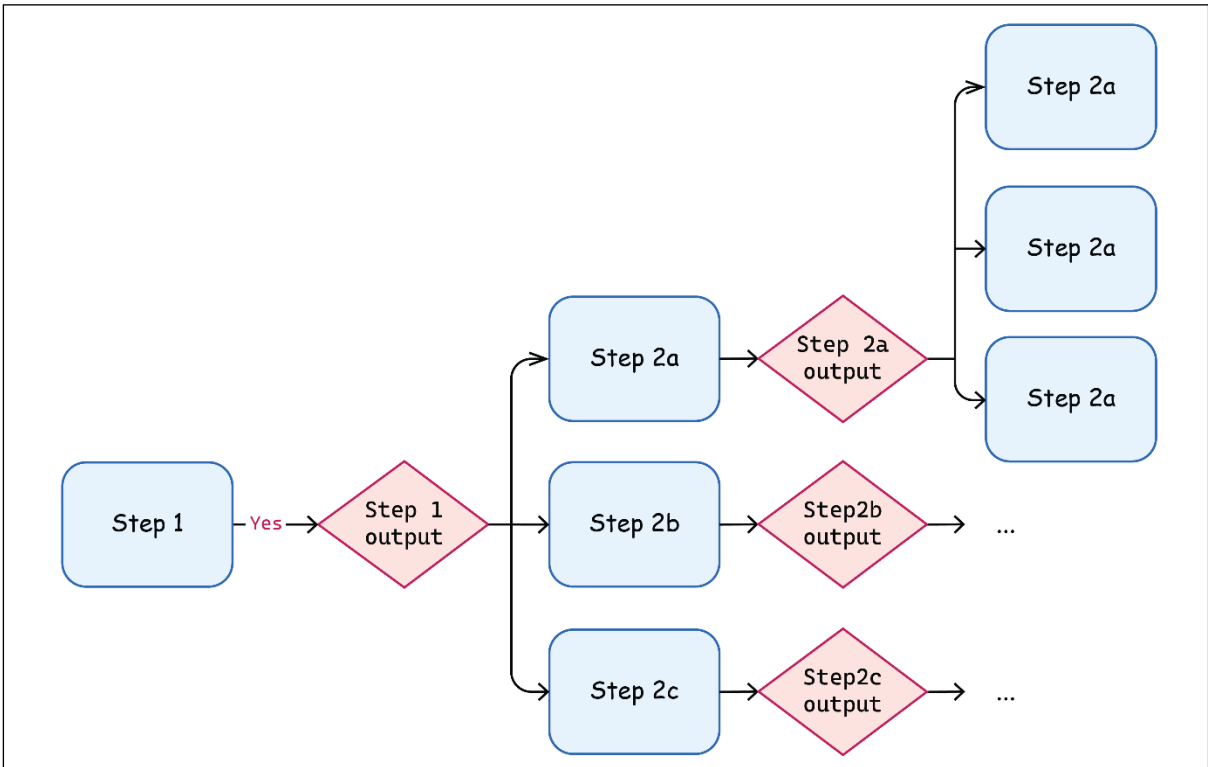 Step 2a
Step 2a
Step 2a
Step 2a
output
Step 2a
Step 1
Yes
Step 1
output
Step 2b
Step2b
output
...
Step 2c
Step2c
output
...